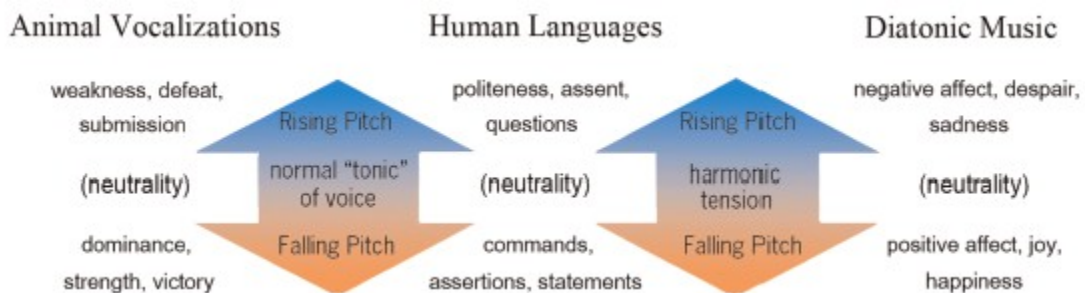 Animal Vocalizations
Human Languages
Diatonic Music
weakness, defeat,
submission
Rising Pitch
politeness, assent,
questions
Rising Pitch
negative affect, despair,
sadness
(neutrality)
normal "tonic"
of voice
(neutrality)
harmonic
tension
(neutrality)
dominance,
strength, victory
Falling Pitch
commands,
assertions, statements
Falling Pitch
positive affect, joy,
happiness